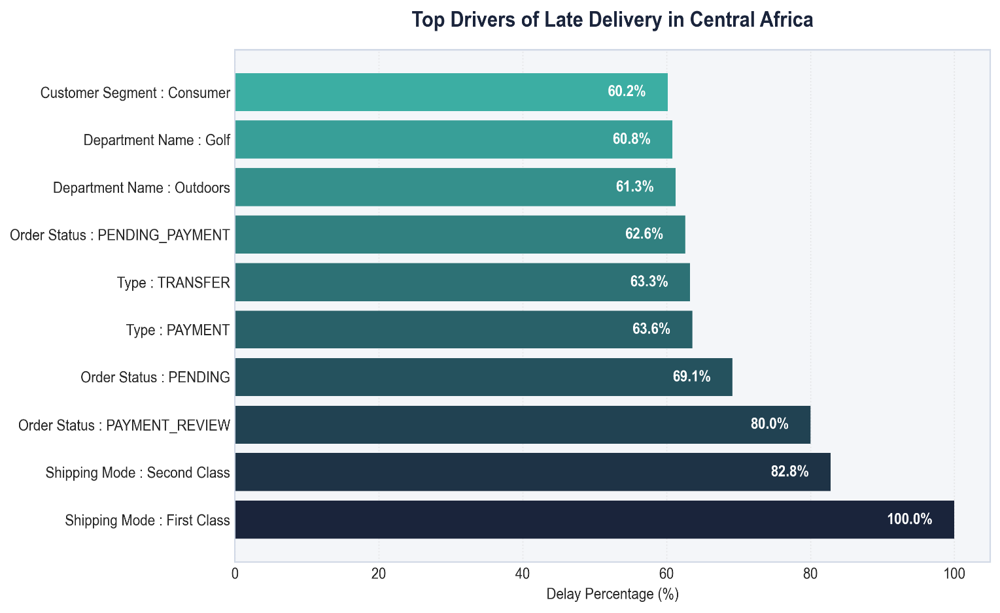 Top Drivers of Late Delivery in Central Africa
Customer Segment : Consumer 60.2%
Department Name : Golf 60.8%
Department Name : Outdoors 61.3%
Order Status : PENDING_PAYMENT 62.6%
Type : TRANSFER 63.3%
Type : PAYMENT 63.6%
Order Status : PENDING 69.1%
Order Status : PAYMENT_REVIEW 80.0%
Shipping Mode : Second Class 82.8%
Shipping Mode : First Class 100.0%
0 20 40 60 80 100
Delay Percentage (%)